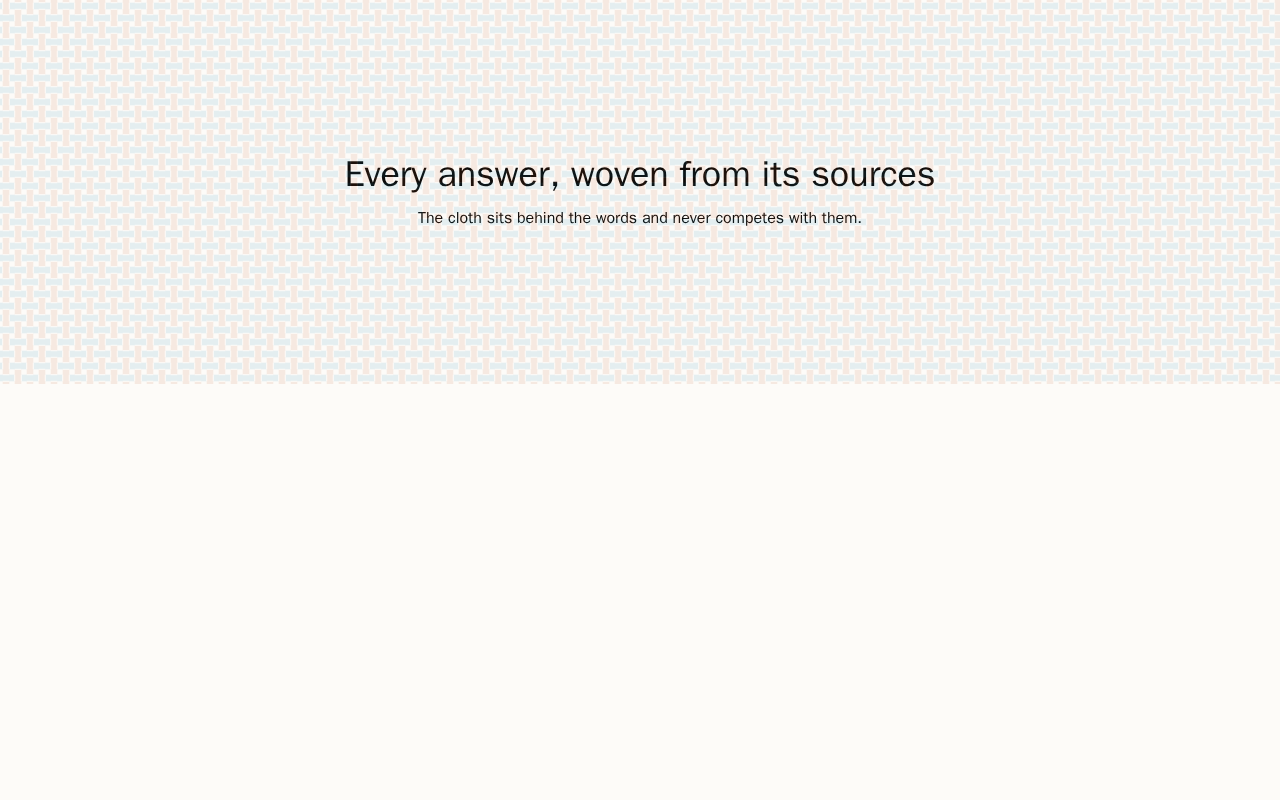 Every answer, woven from its sources
The cloth sits behind the words and never competes with them.